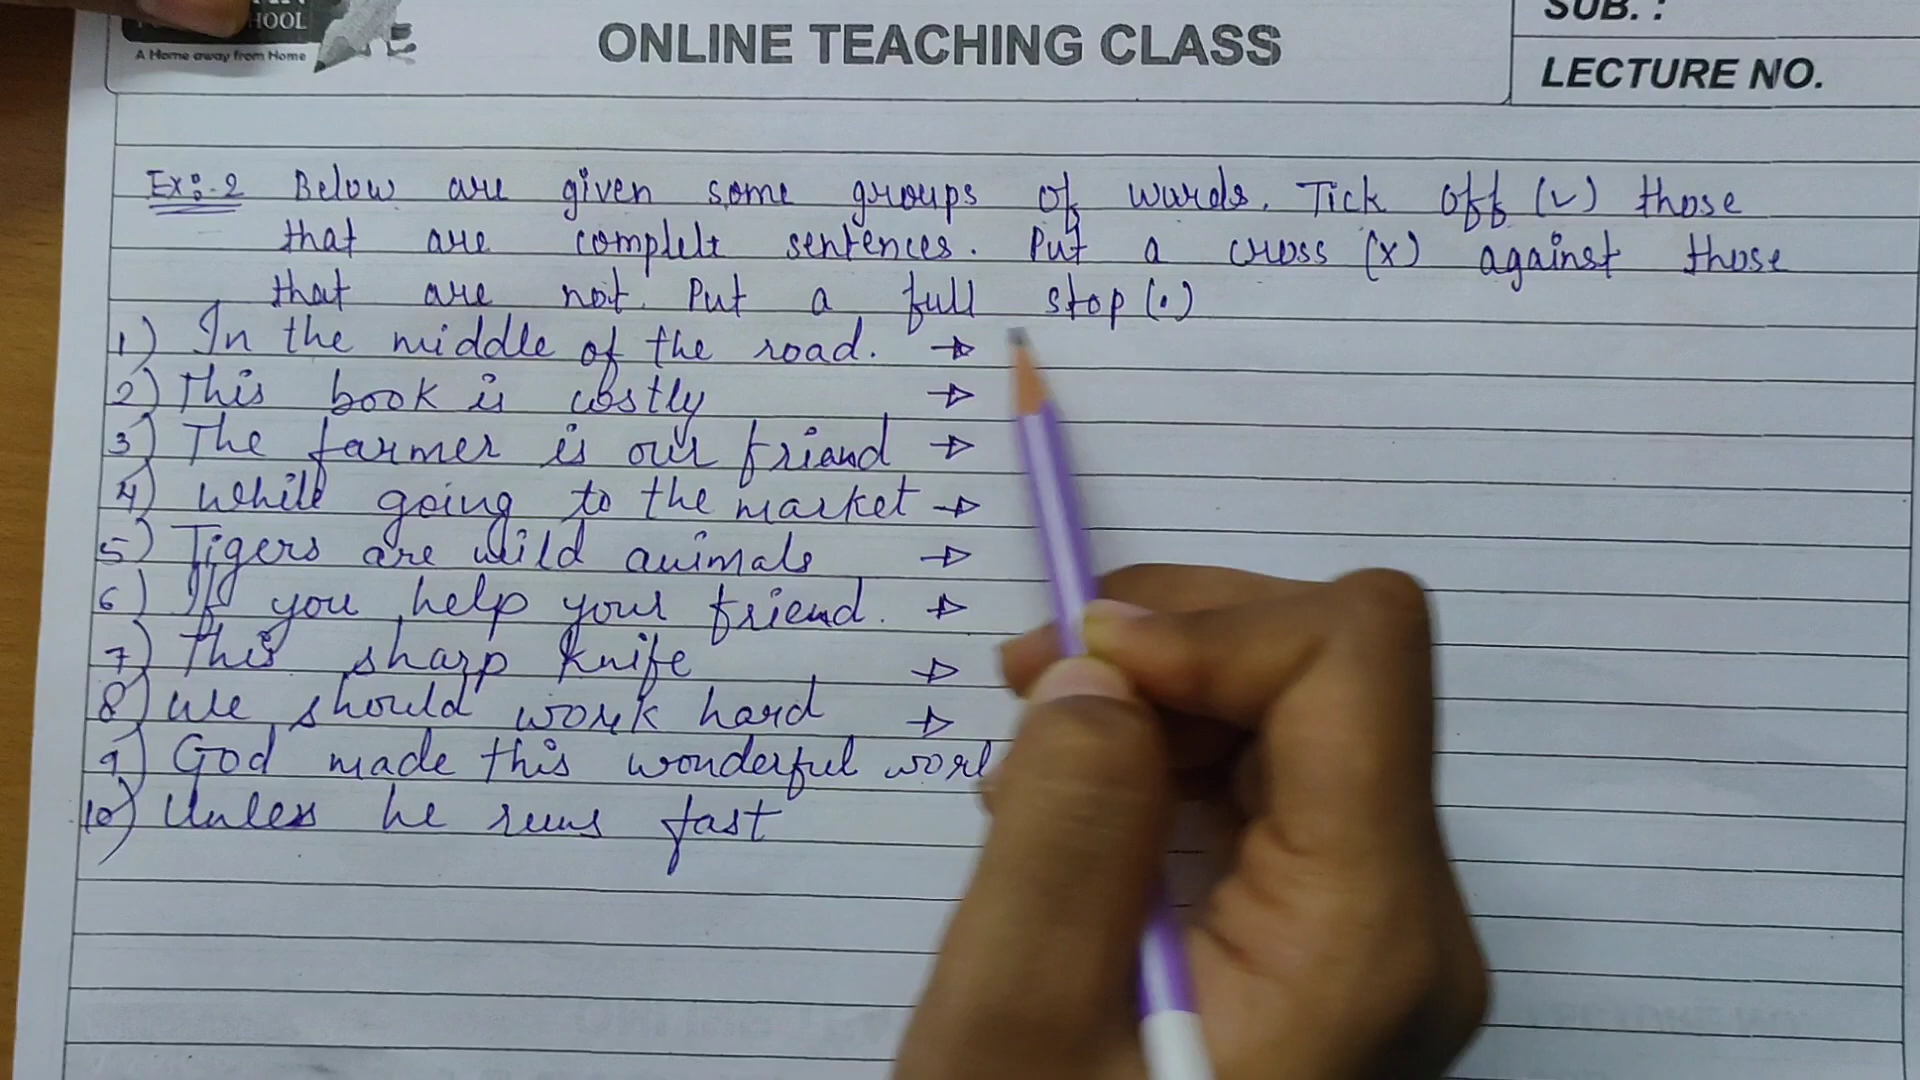 HOOL
A Home away from Home
ONLINE TEACHING CLASS
SUB. :
LECTURE NO.
Ex:-2 Below are given some groups of words. Tick off (✓) those
that are complete sentences. Put a cross (x) against those
that are not. Put a full stop (.)
1) In the middle of the road. →
2) This book is costly →
3) The farmer is our friend →
4) While going to the market →
5) Tigers are wild animals →
6) If you help your friend. →
7) This sharp knife →
8) We should work hard →
9) God made this wonderful worl
10) Unless he runs fast